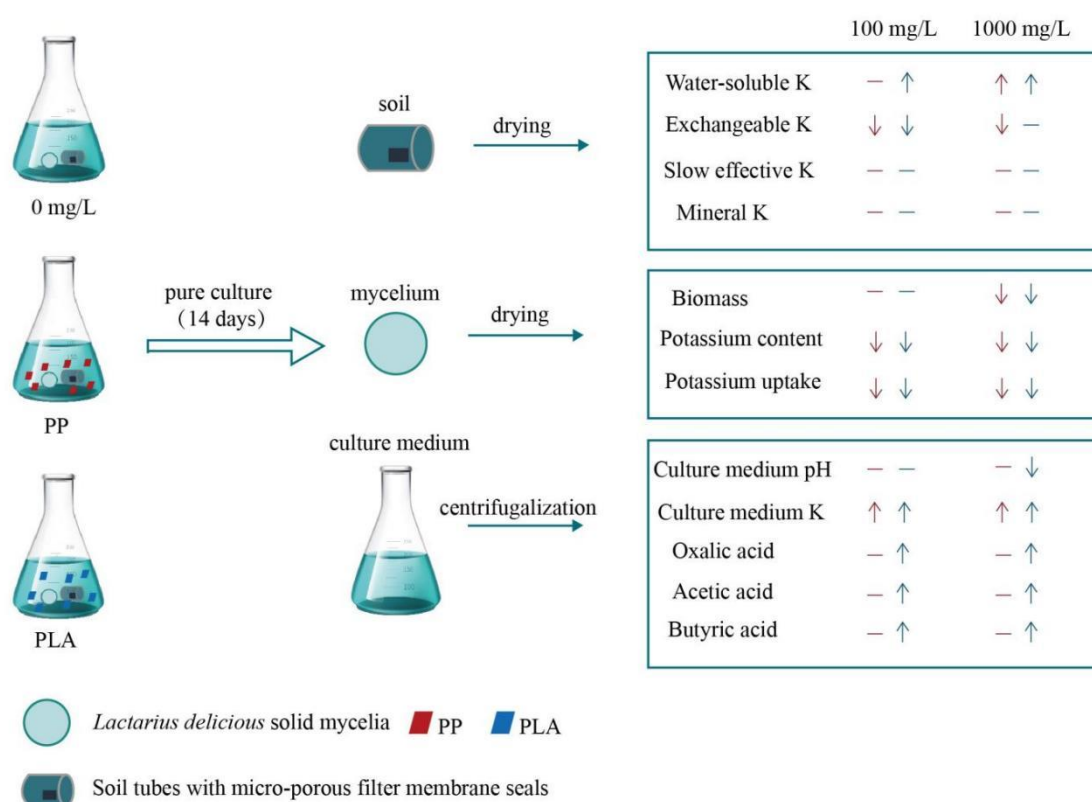 100 mg/L 1000 mg/L
soil
drying
Water-soluble K — ↑ ↑ ↑
Exchangeable K ↓ ↓ ↓ —
Slow effective K — — — —
Mineral K — — — —
0 mg/L
pure culture
(14 days)
mycelium
drying
Biomass — — ↓ ↓
Potassium content ↓ ↓ ↓ ↓
Potassium uptake ↓ ↓ ↓ ↓
PP
culture medium
centrifugalization
Culture medium pH — — — ↓
Culture medium K ↑ ↑ ↑ ↑
Oxalic acid — ↑ — ↑
Acetic acid — ↑ — ↑
Butyric acid — ↑ — ↑
PLA
Lactarius delicious solid mycelia PP PLA
Soil tubes with micro-porous filter membrane seals